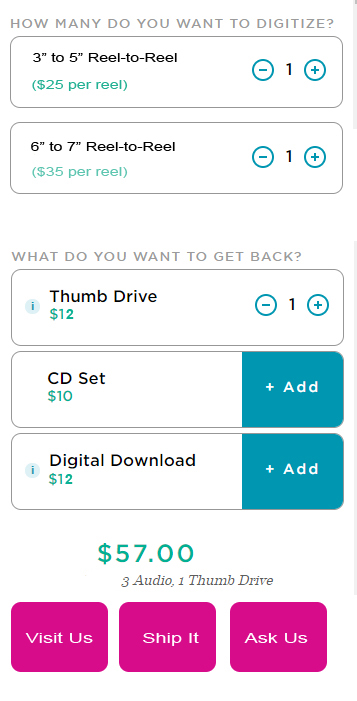 HOW MANY DO YOU WANT TO DIGITIZE?
3” to 5” Reel-to-Reel
($25 per reel)
1
6” to 7” Reel-to-Reel
($35 per reel)
1
WHAT DO YOU WANT TO GET BACK?
i Thumb Drive
$12
1
CD Set
$10
+ Add
i Digital Download
$12
+ Add
$57.00
3 Audio, 1 Thumb Drive
Visit Us Ship It Ask Us